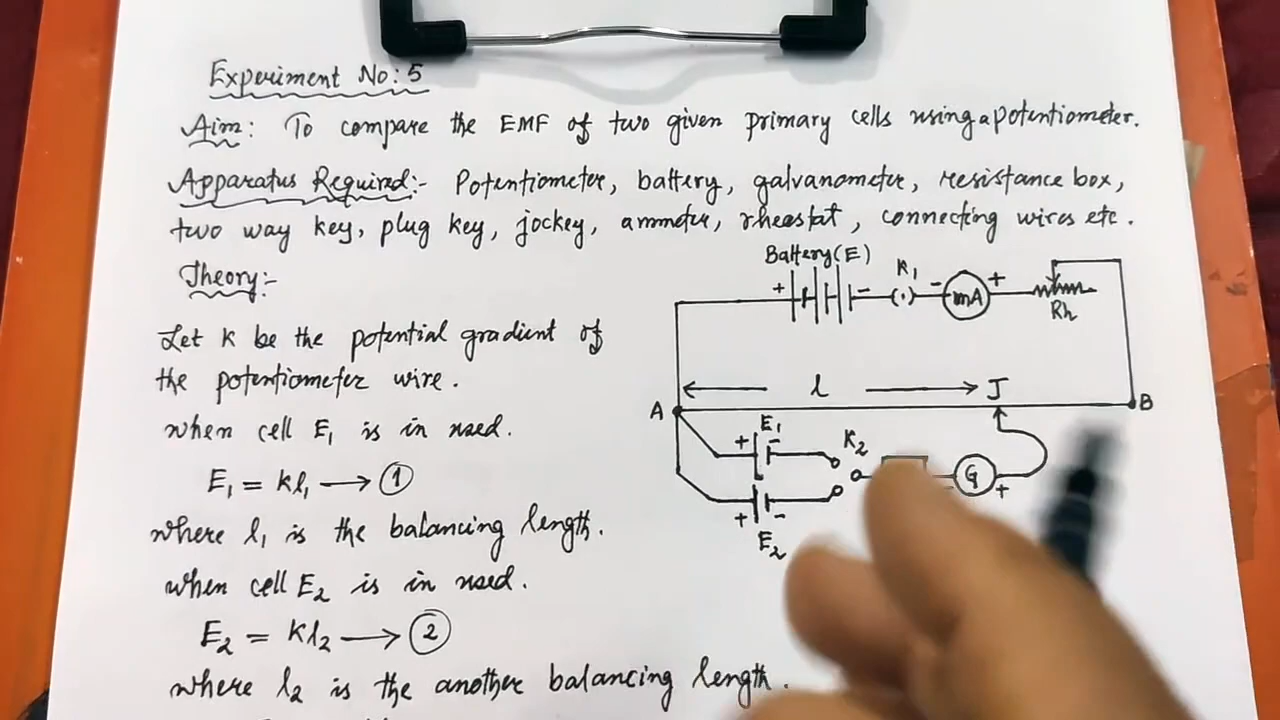 Experiment No: 5
Aim: To compare the EMF of two given primary cells using a potentiometer.
Apparatus Required:- Potentiometer, battery, galvanometer, resistance box,
two way key, plug key, jockey, ammeter, rheostat, connecting wires etc.
Theory:-
Battery(E)
K1
+ - - mA +
Rh
Let K be the potential gradient of
the potentiometer wire.
l J
A B
when cell E1 is in used.
E1
+ - K2
E1 = Kl1 → ①
G
+
+ -
E2
where l1 is the balancing length.
when cell E2 is in used.
E2 = Kl2 → ②
where l2 is the another balancing length.